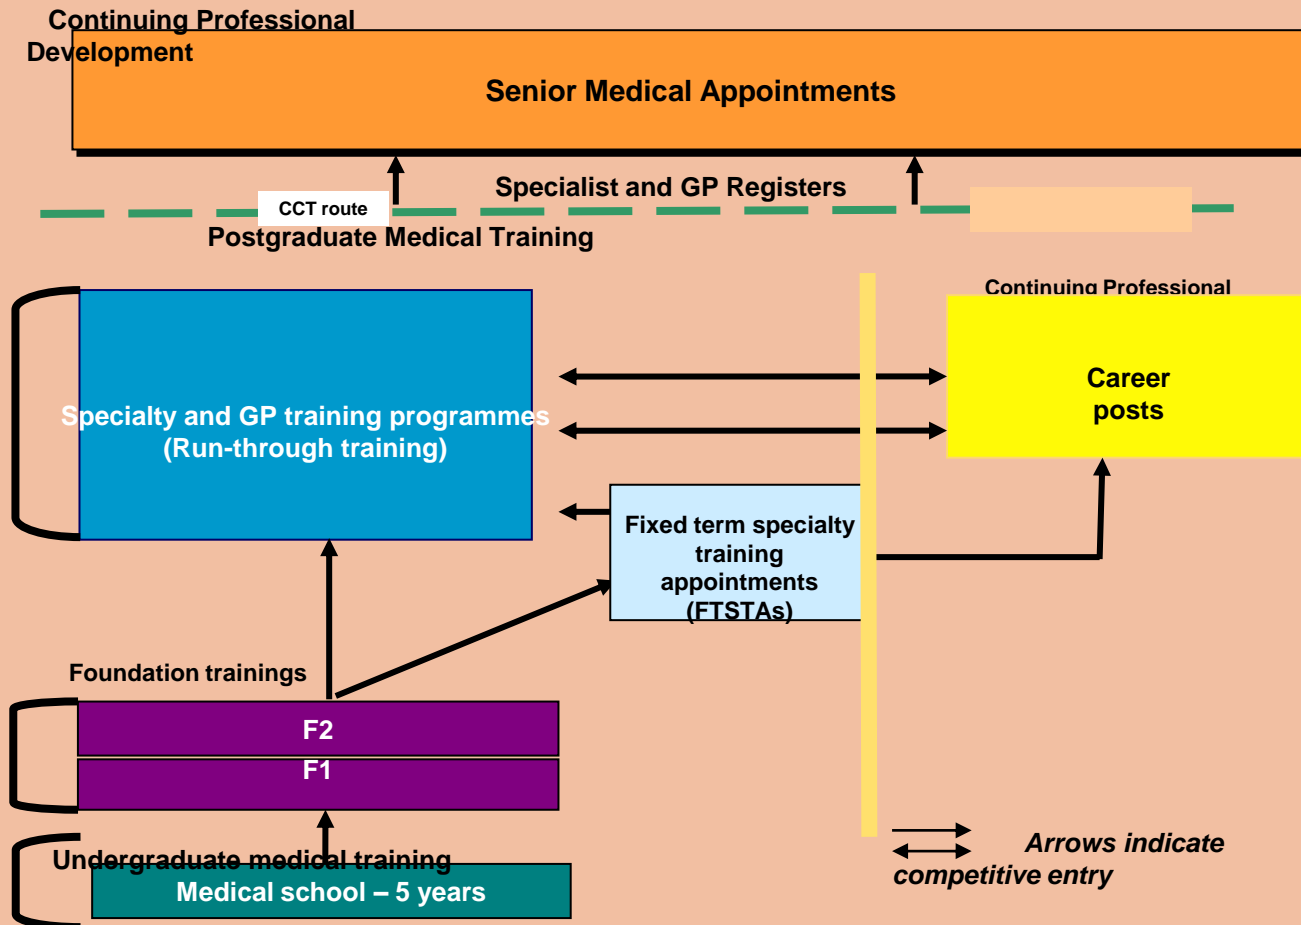 Continuing Professional
Development
Senior Medical Appointments
Specialist and GP Registers
CCT route
Postgraduate Medical Training
Continuing Professional
Career
posts
Specialty and GP training programmes
(Run-through training)
Fixed term specialty
training
appointments
(FTSTAs)
Foundation trainings
F2
F1
Undergraduate medical training
Medical school – 5 years
Arrows indicate
competitive entry